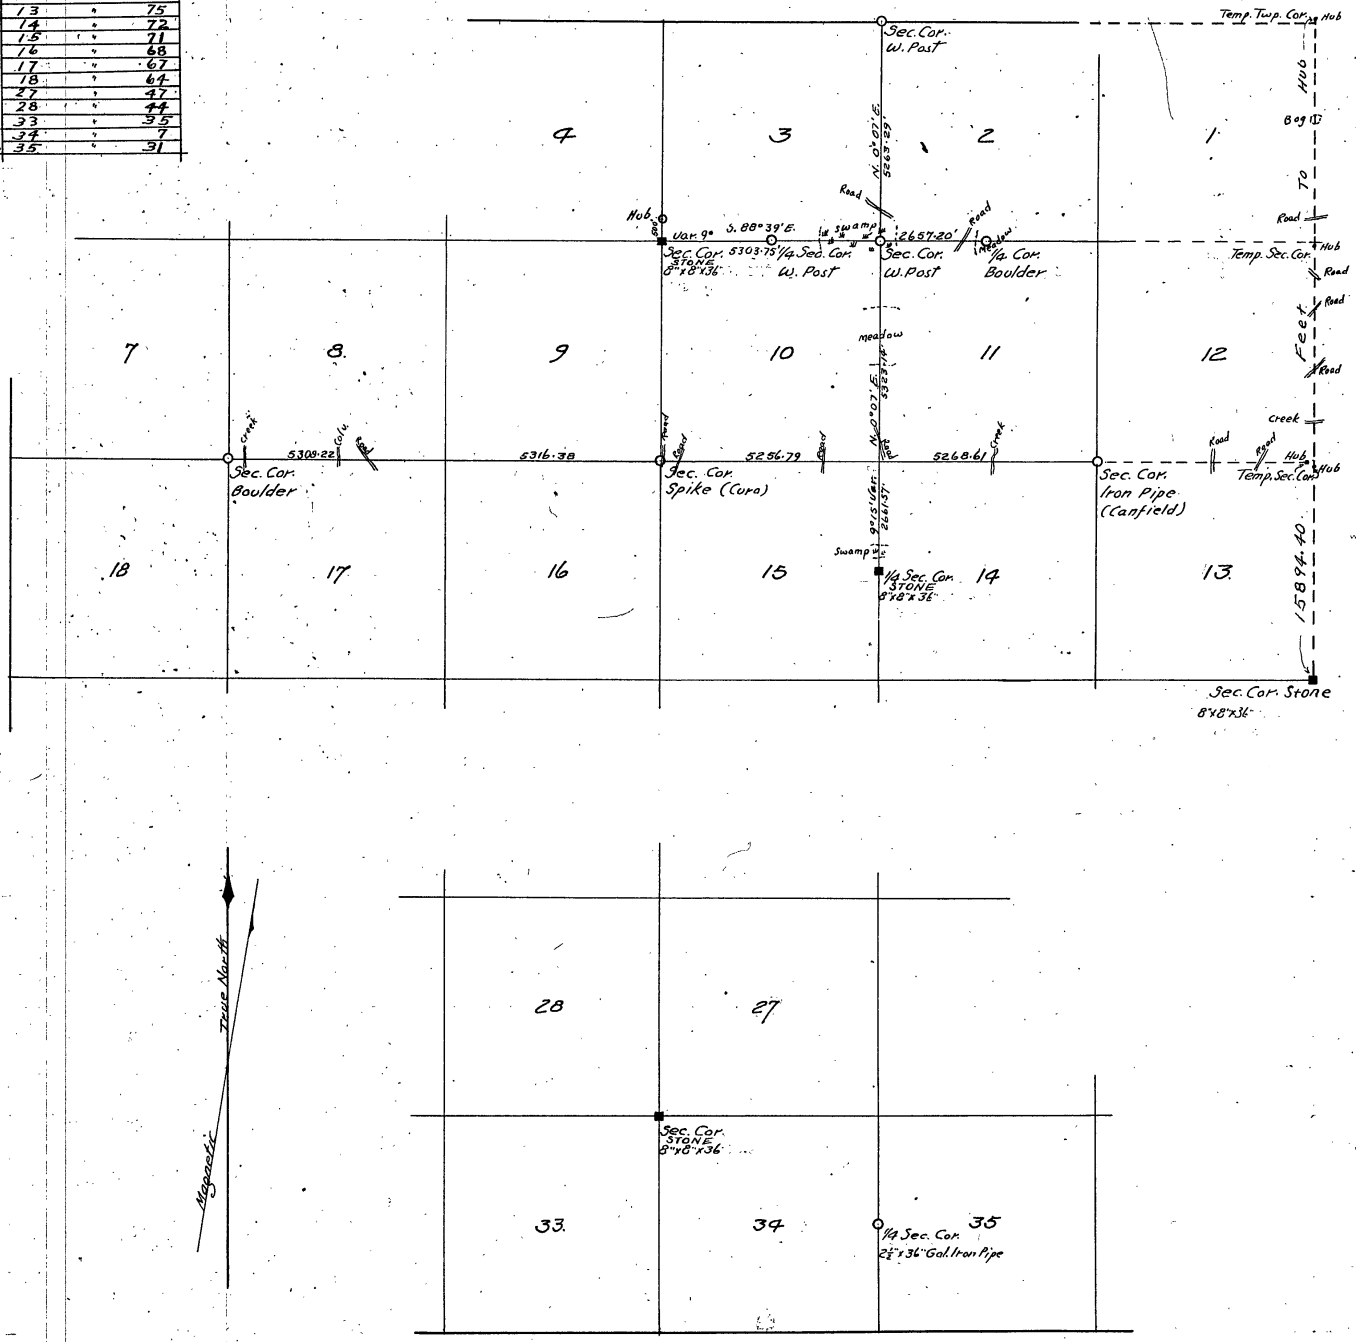 13 " 75
14 " 72
15 " 71
16 " 68
17 " 67
18 " 64
27 " 47
28 " 44
33 " 35
34 " 7
35 " 31
Temp. Twp. Cor. Hub
Sec. Cor.
W. Post
4
3
2
1
N. 0°07' E.
5263.29'
Bog
Road
Hub
500'
Var. 9°
S. 88°39' E.
5303.75'
swamp
2657.20'
Road
Meadow
Road
Hub
Temp. Sec. Cor.
Sec. Cor.
STONE
8"x8"x36"
1/4 Sec. Cor.
W. Post
Sec. Cor.
W. Post
1/4 Cor.
Boulder
Road
Road
meadow
7
8.
9
10
11
12
N. 0°07' E.
5323.14'
Road
Creek
Creek
5309.22
Culv.
Road
5316.38
Road
Road
5256.79
Road
Road
5268.61
Creek
Road
Road
Hub
Hub
Temp. Sec. Cor.
Sec. Cor.
Boulder
Sec. Cor.
Spike (Cura)
Sec. Cor.
Iron Pipe
(Canfield)
9°15' Var.
2661.57
Swamp
18
17
16
15
14
13.
1/4 Sec. Cor.
STONE
8"x8"x36"
15894.40 Feet To Hub
Sec. Cor. Stone
8"x8"x36"
True North
Magnetic
28
27
Sec. Cor.
STONE
8"x8"x36"
33.
34
35
1/4 Sec. Cor.
2½"x36" Gal. Iron Pipe